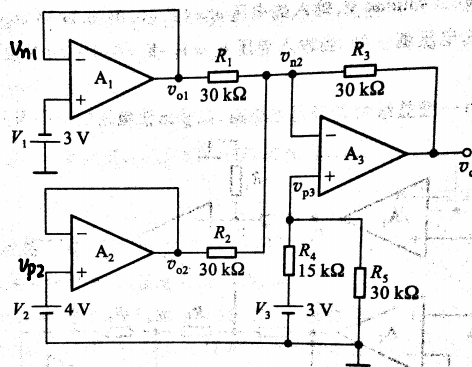 Vn1
−
+
A1
vo1
R1
30 kΩ
vn2
R3
30 kΩ
V1
3 V
−
+
A3
vo
vp3
−
+
A2
vp2
vo2
R2
30 kΩ
V2
4 V
R4
15 kΩ
R5
30 kΩ
V3
3 V